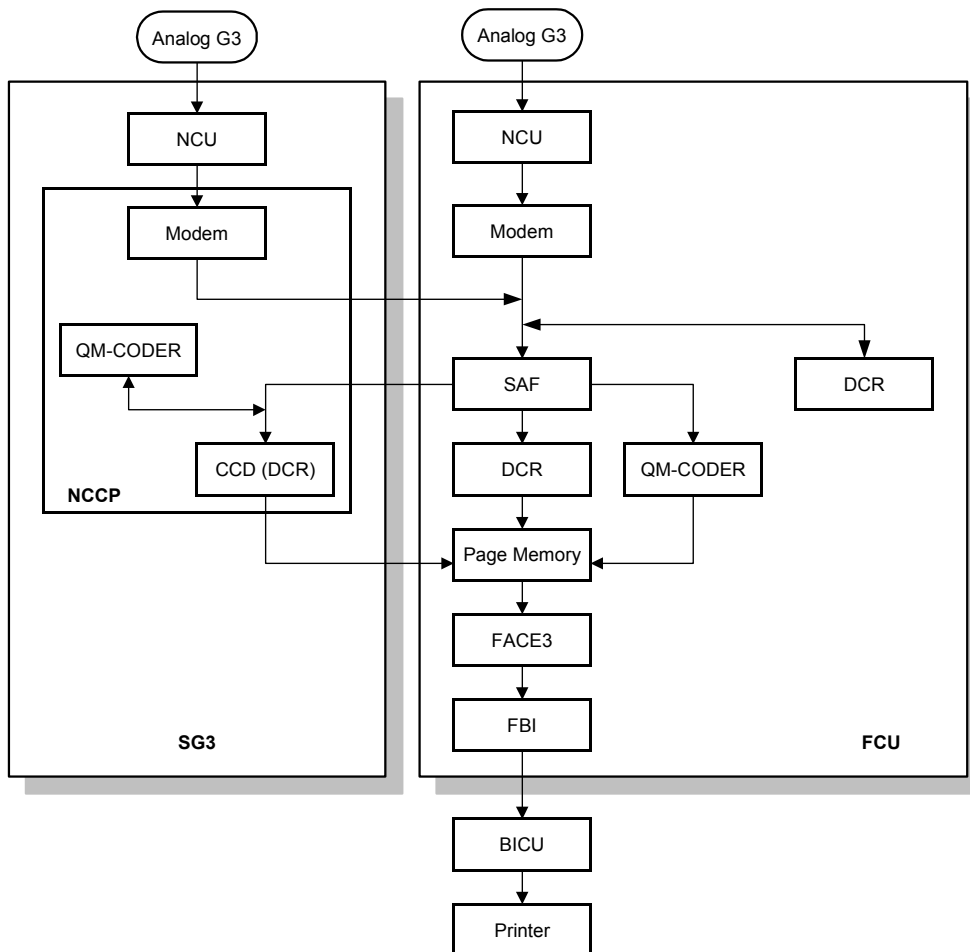 Analog G3
Analog G3
NCU
NCU
Modem
Modem
QM-CODER
SAF
DCR
CCD (DCR)
DCR
QM-CODER
NCCP
Page Memory
FACE3
FBI
SG3
FCU
BICU
Printer